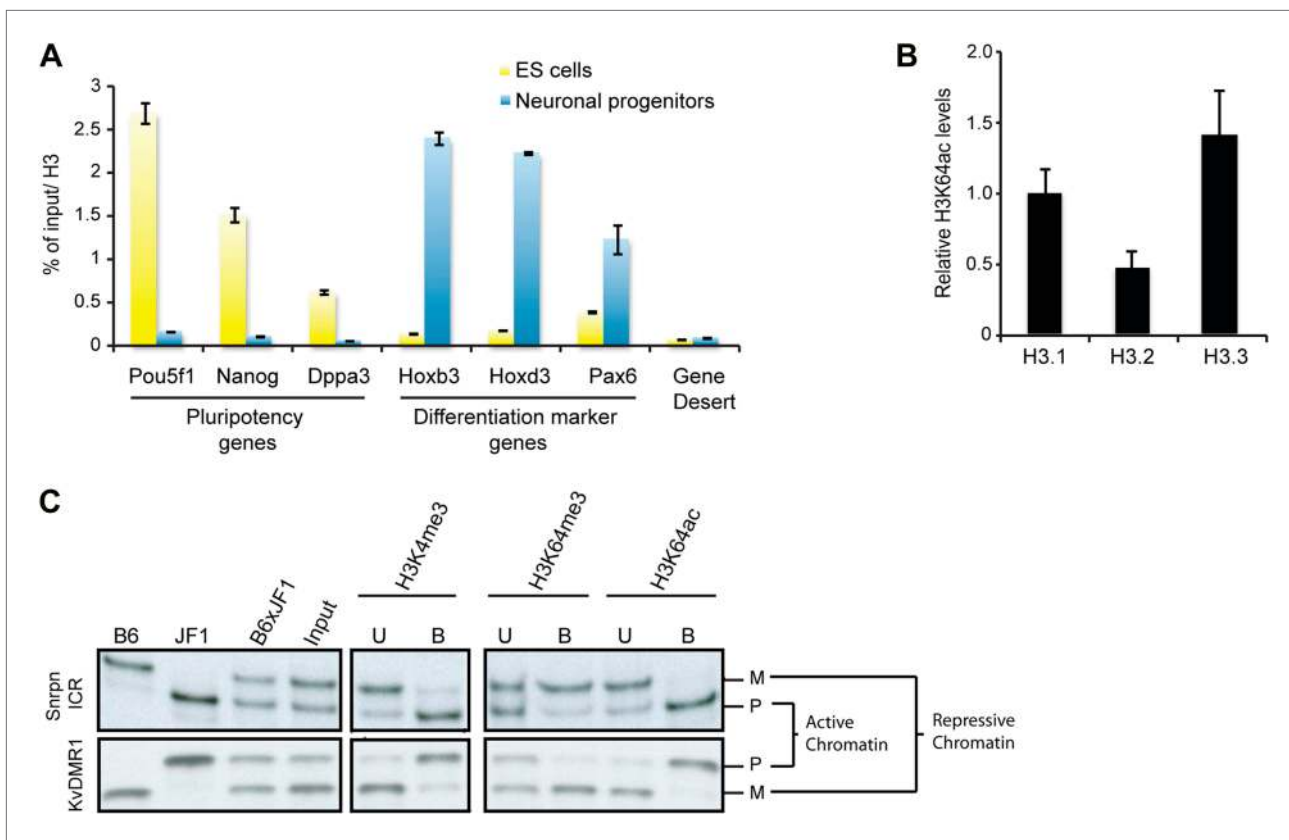 A
ES cells
Neuronal progenitors
% of input/ H3
3
2.5
2
1.5
1
0.5
0
Pou5f1 Nanog Dppa3 Hoxb3 Hoxd3 Pax6 Gene Desert
Pluripotency genes
Differentiation marker genes
B
Relative H3K64ac levels
2.0
1.5
1.0
0.5
0
H3.1 H3.2 H3.3
C
H3K4me3 H3K64me3 H3K64ac
B6 JF1 B6xJF1 Input U B U B U B
Snrpn ICR
M
P
KvDMR1
P
M
Active Chromatin
Repressive Chromatin